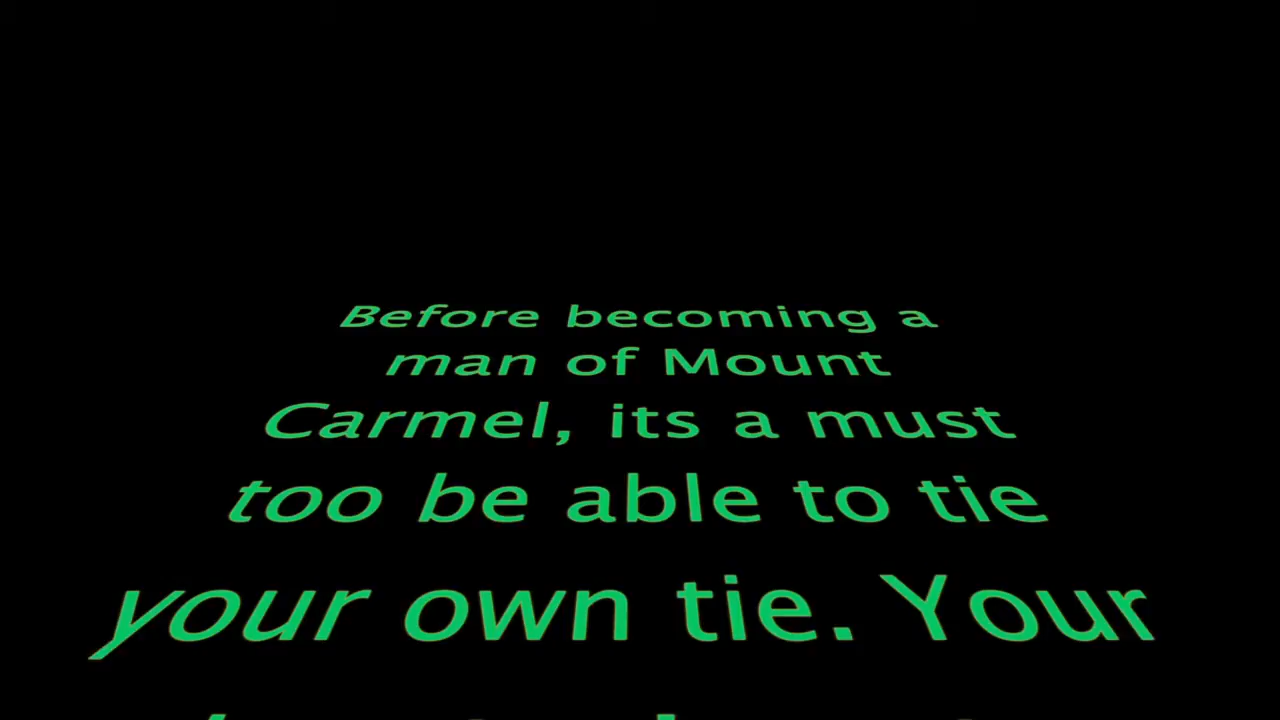 Before becoming a
man of Mount
Carmel, its a must
too be able to tie
your own tie. Your